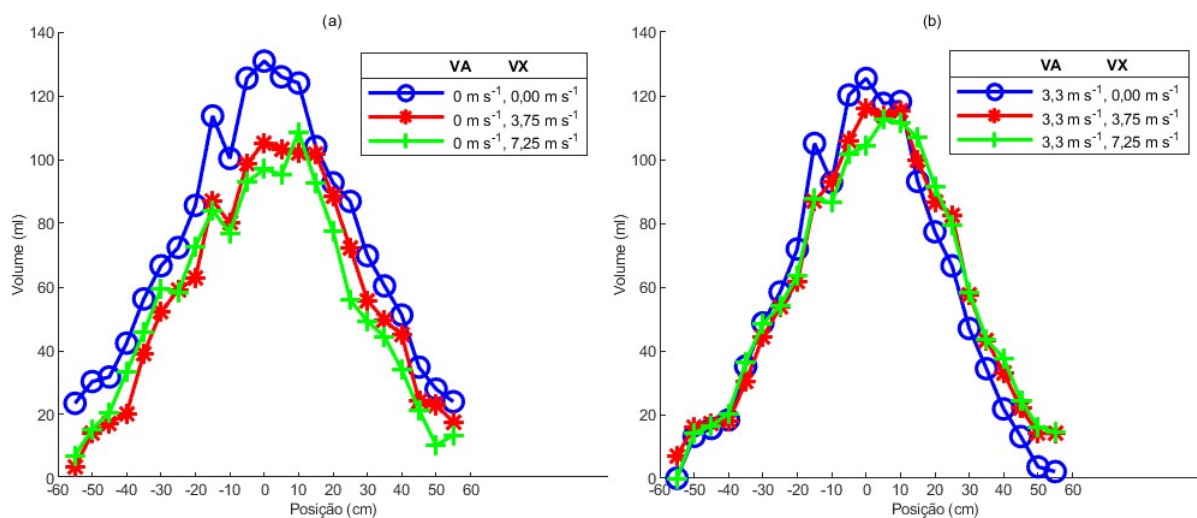 (a)
Volume (ml)
140
120
100
80
60
40
20
0
VA VX
0 m s⁻¹, 0,00 m s⁻¹
0 m s⁻¹, 3,75 m s⁻¹
0 m s⁻¹, 7,25 m s⁻¹
-60 -50 -40 -30 -20 -10 0 10 20 30 40 50 60
Posição (cm)
(b)
Volume (ml)
140
120
100
80
60
40
20
0
VA VX
3,3 m s⁻¹, 0,00 m s⁻¹
3,3 m s⁻¹, 3,75 m s⁻¹
3,3 m s⁻¹, 7,25 m s⁻¹
-60 -50 -40 -30 -20 -10 0 10 20 30 40 50 60
Posição (cm)